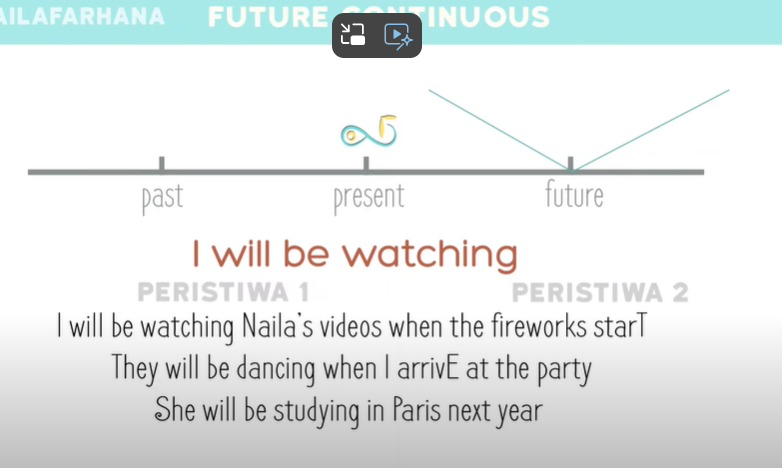 FUTURE CONTINUOUS
past present future
I will be watching
PERISTIWA 1 PERISTIWA 2
I will be watching Naila's videos when the fireworks starT
They will be dancing when I arrivE at the party
She will be studying in Paris next year